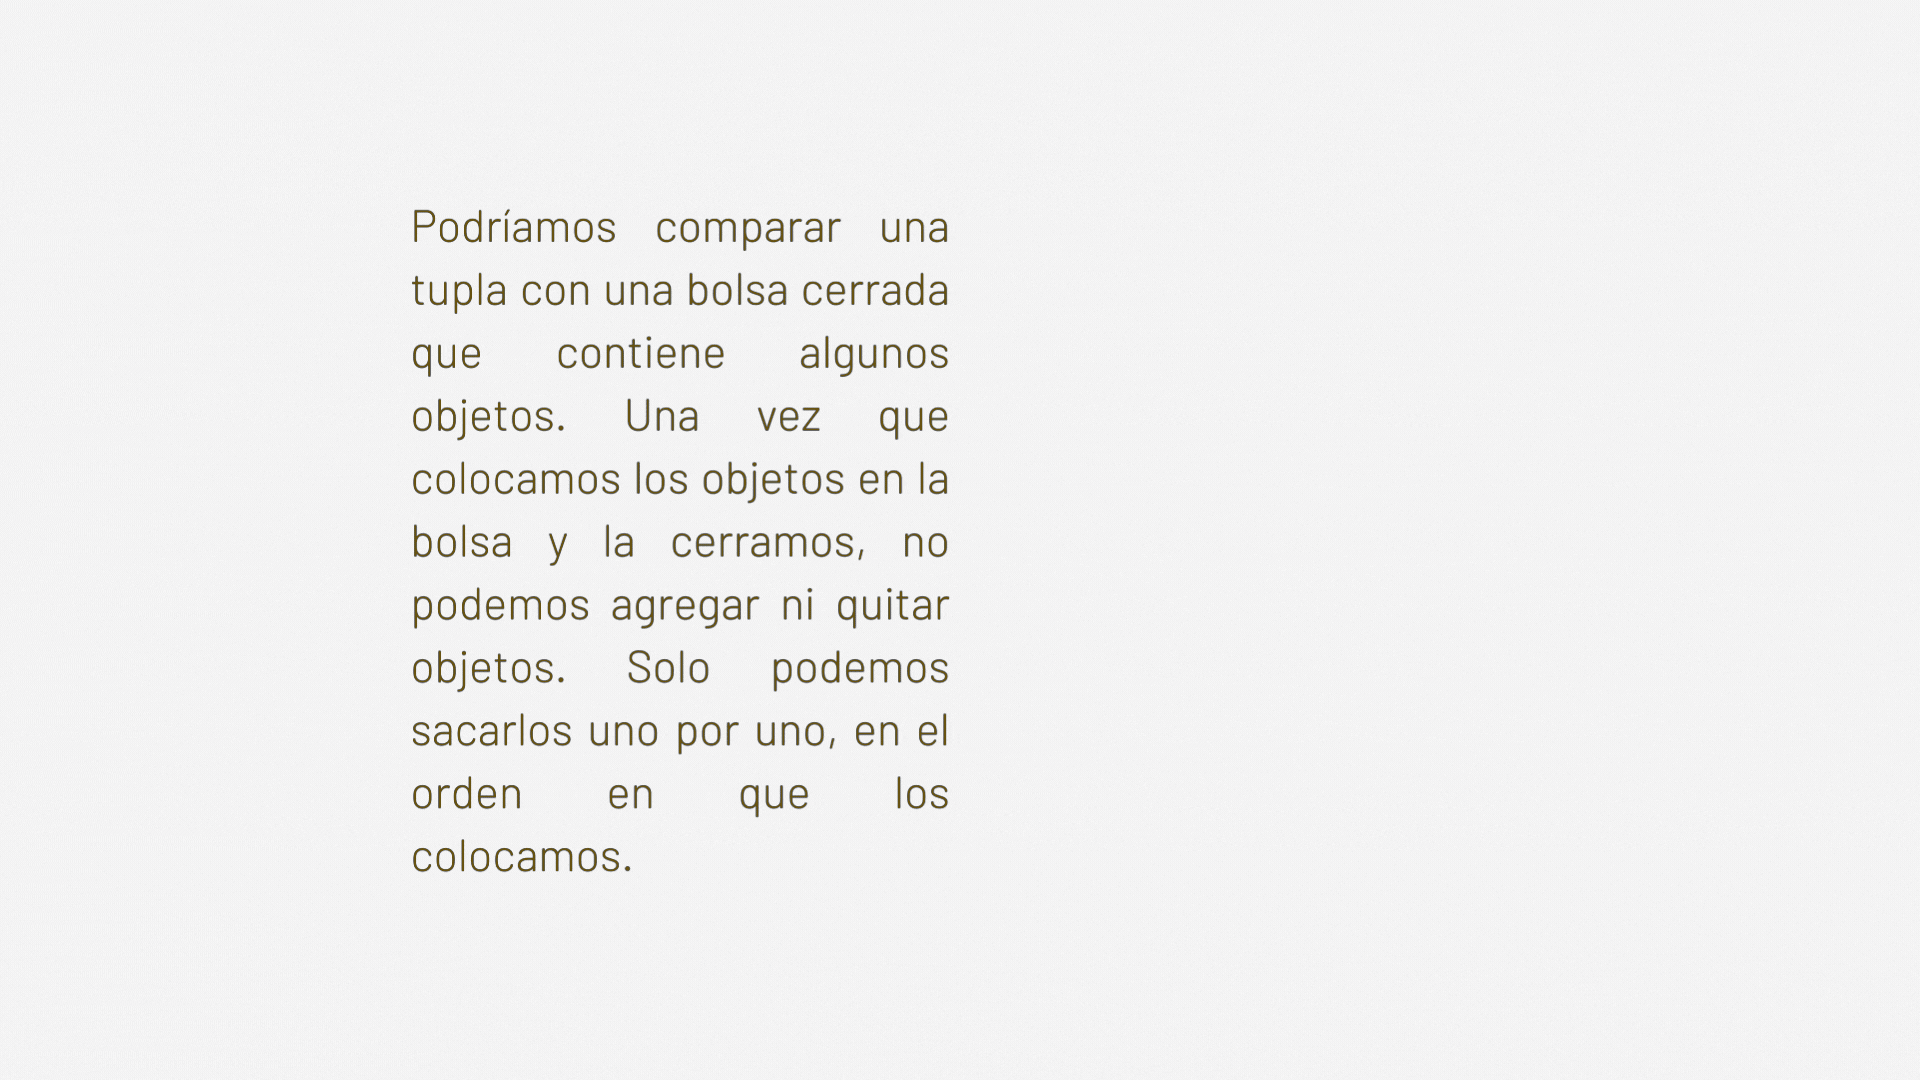 Podríamos comparar una
tupla con una bolsa cerrada
que contiene algunos
objetos. Una vez que
colocamos los objetos en la
bolsa y la cerramos, no
podemos agregar ni quitar
objetos. Solo podemos
sacarlos uno por uno, en el
orden en que los
colocamos.